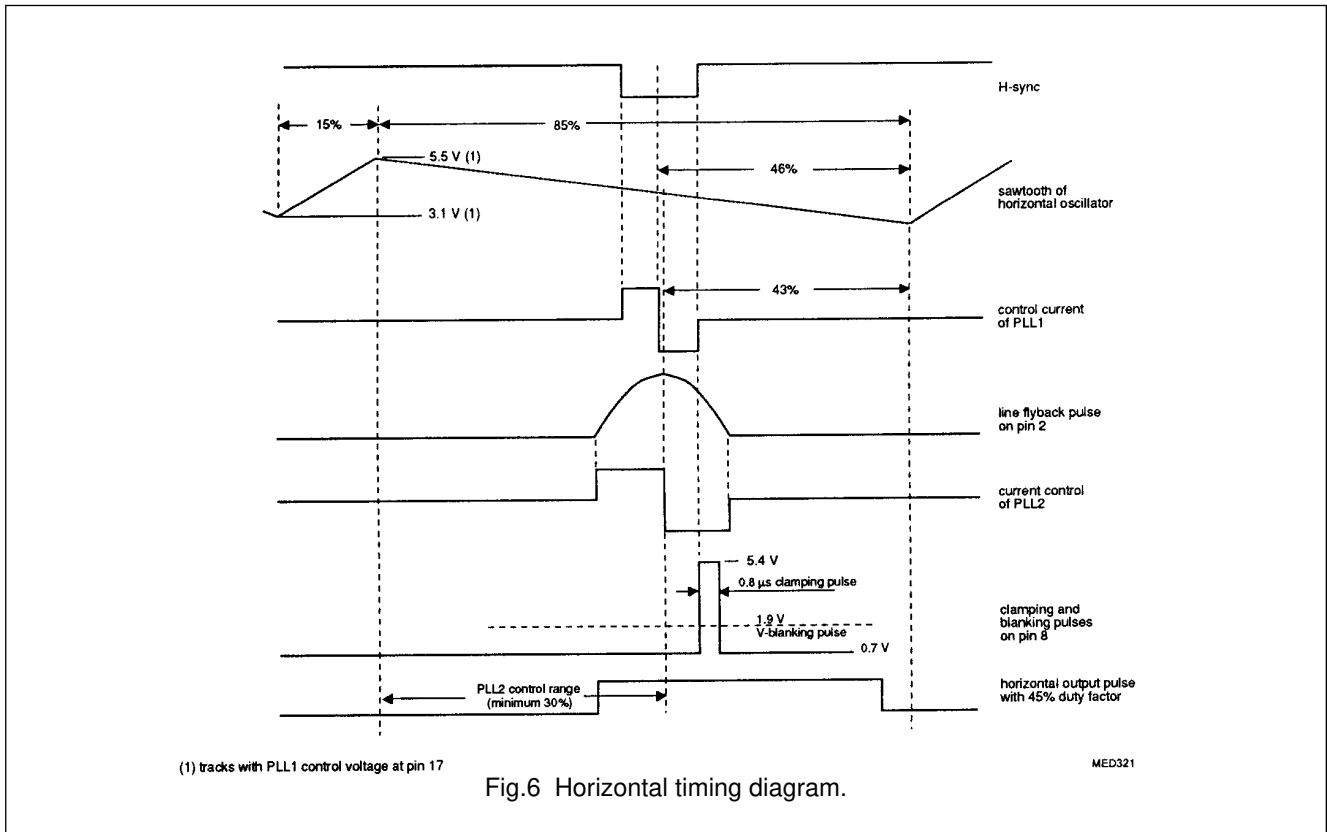 H-sync
15%
85%
5.5 V (1)
46%
sawtooth of
horizontal oscillator
3.1 V (1)
43%
control current
of PLL1
line flyback pulse
on pin 2
current control
of PLL2
5.4 V
0.8 µs clamping pulse
1.9 V
V-blanking pulse
clamping and
blanking pulses
on pin 8
0.7 V
PLL2 control range
(minimum 30%)
horizontal output pulse
with 45% duty factor
(1) tracks with PLL1 control voltage at pin 17
MED321
Fig.6 Horizontal timing diagram.